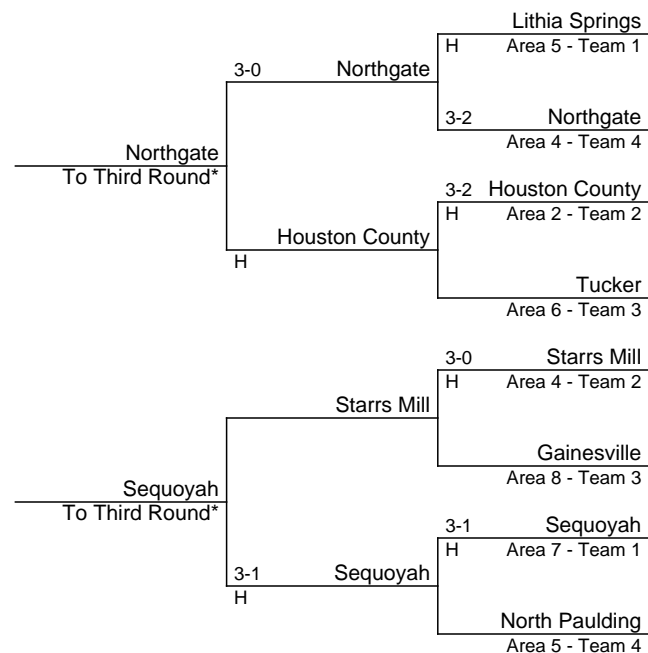 Lithia Springs
H Area 5 - Team 1
3-0 Northgate
3-2 Northgate
Area 4 - Team 4
Northgate
To Third Round*
3-2 Houston County
H Area 2 - Team 2
Houston County
H
Tucker
Area 6 - Team 3
3-0 Starrs Mill
H Area 4 - Team 2
Starrs Mill
Gainesville
Area 8 - Team 3
Sequoyah
To Third Round*
3-1 Sequoyah
H Area 7 - Team 1
3-1 Sequoyah
H
North Paulding
Area 5 - Team 4